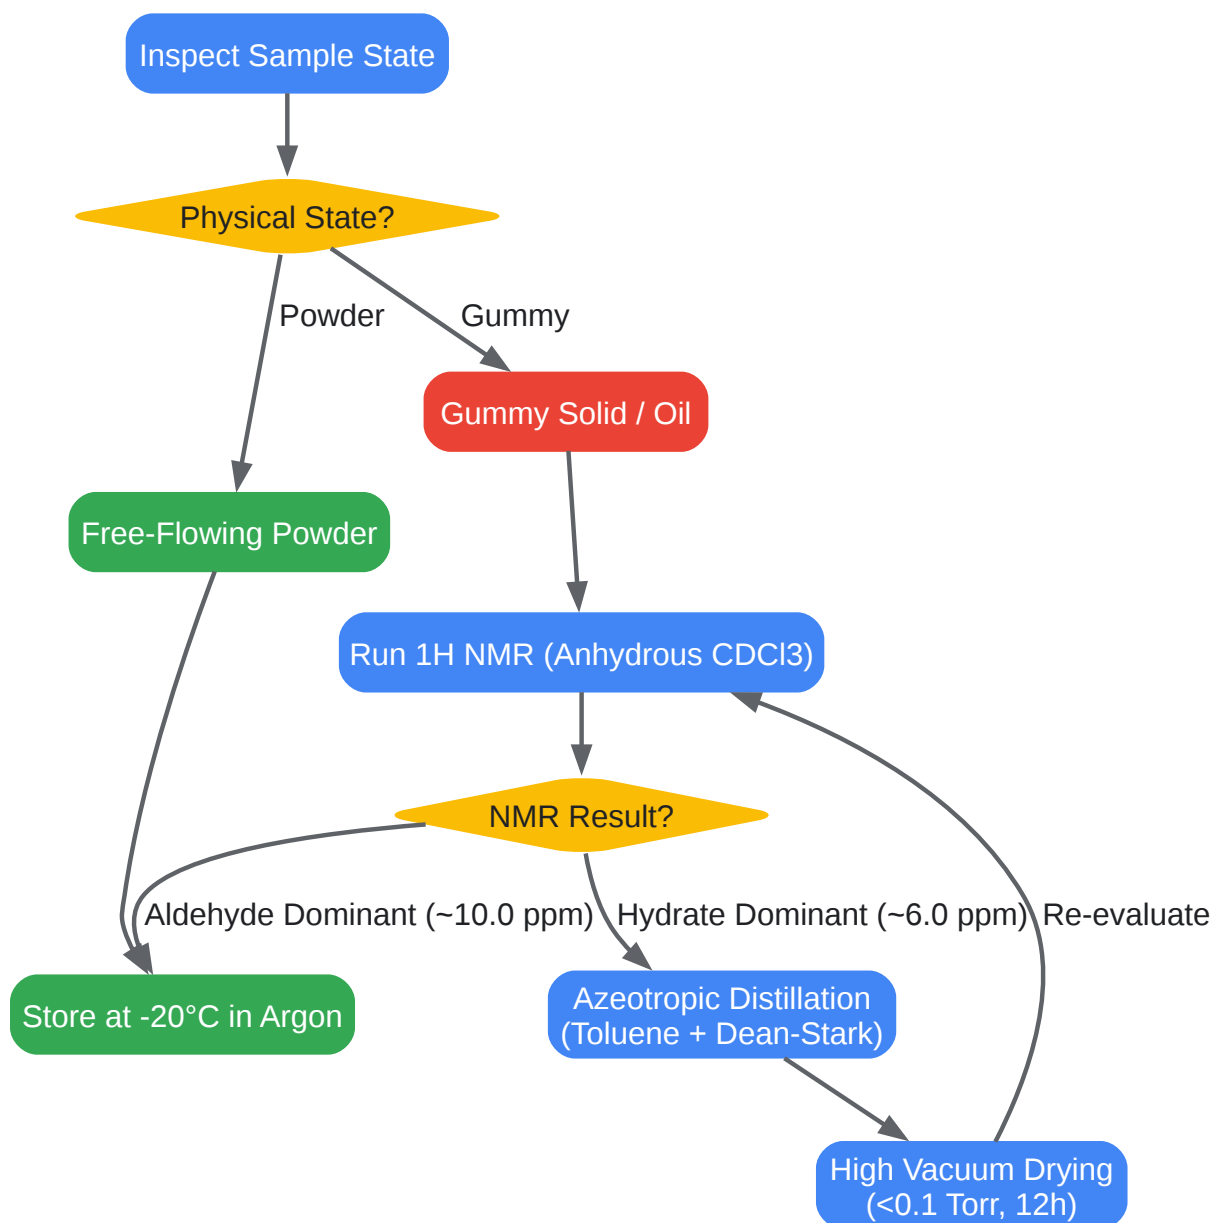 Inspect Sample State
Physical State?
Powder
Gummy
Gummy Solid / Oil
Free-Flowing Powder
Run 1H NMR (Anhydrous CDCl3)
NMR Result?
Aldehyde Dominant (~10.0 ppm)
Hydrate Dominant (~6.0 ppm)
Re-evaluate
Store at -20°C in Argon
Azeotropic Distillation
(Toluene + Dean-Stark)
High Vacuum Drying
(<0.1 Torr, 12h)